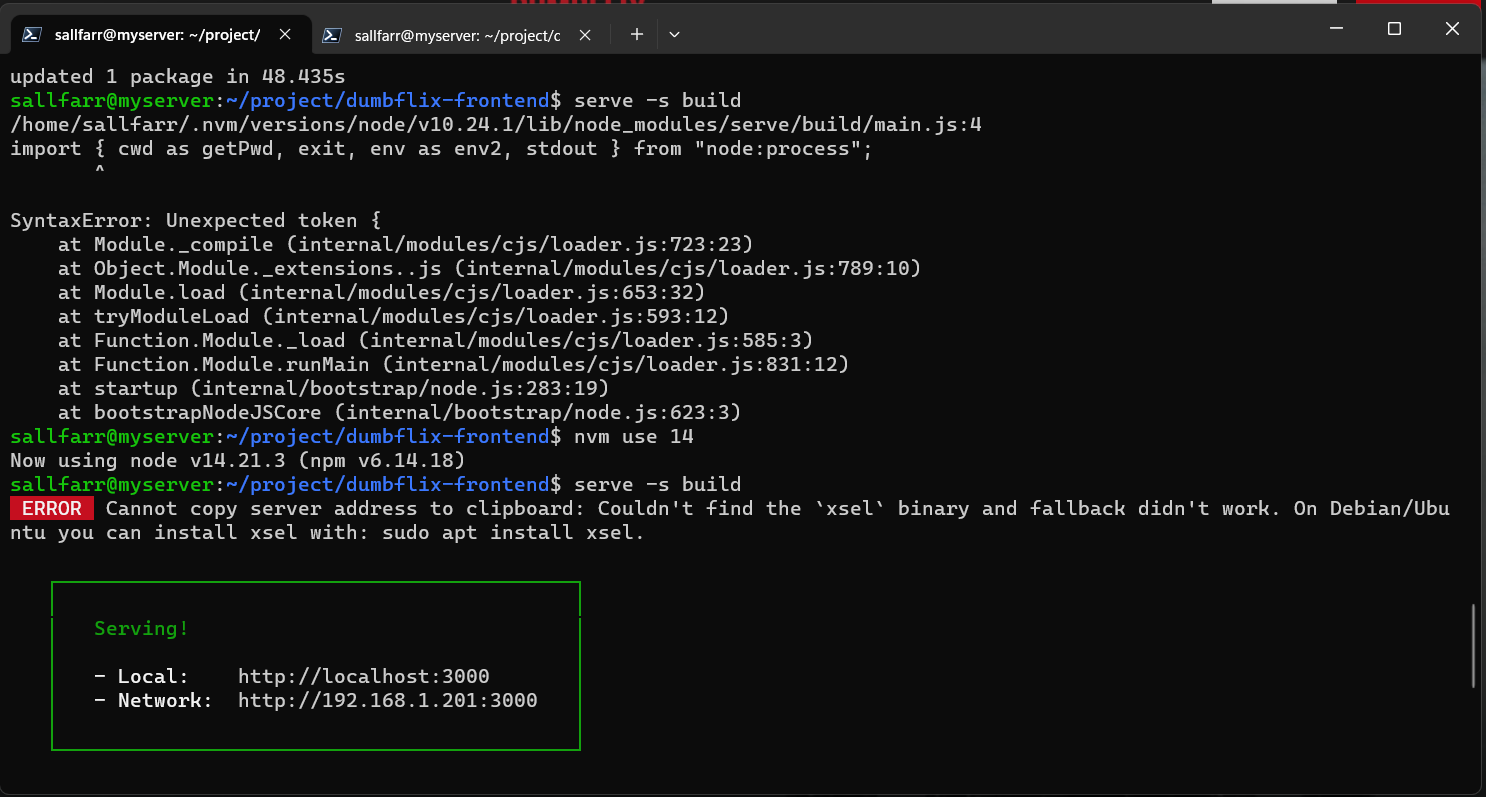 sallfarr@myserver: ~/project/
sallfarr@myserver: ~/project/c
updated 1 package in 48.435s
sallfarr@myserver:~/project/dumbflix-frontend$ serve -s build
/home/sallfarr/.nvm/versions/node/v10.24.1/lib/node_modules/serve/build/main.js:4
import { cwd as getPwd, exit, env as env2, stdout } from "node:process";
^
SyntaxError: Unexpected token {
at Module._compile (internal/modules/cjs/loader.js:723:23)
at Object.Module._extensions..js (internal/modules/cjs/loader.js:789:10)
at Module.load (internal/modules/cjs/loader.js:653:32)
at tryModuleLoad (internal/modules/cjs/loader.js:593:12)
at Function.Module._load (internal/modules/cjs/loader.js:585:3)
at Function.Module.runMain (internal/modules/cjs/loader.js:831:12)
at startup (internal/bootstrap/node.js:283:19)
at bootstrapNodeJSCore (internal/bootstrap/node.js:623:3)
sallfarr@myserver:~/project/dumbflix-frontend$ nvm use 14
Now using node v14.21.3 (npm v6.14.18)
sallfarr@myserver:~/project/dumbflix-frontend$ serve -s build
ERROR Cannot copy server address to clipboard: Couldn't find the `xsel` binary and fallback didn't work. On Debian/Ubu
ntu you can install xsel with: sudo apt install xsel.
Serving!
- Local: http://localhost:3000
- Network: http://192.168.1.201:3000